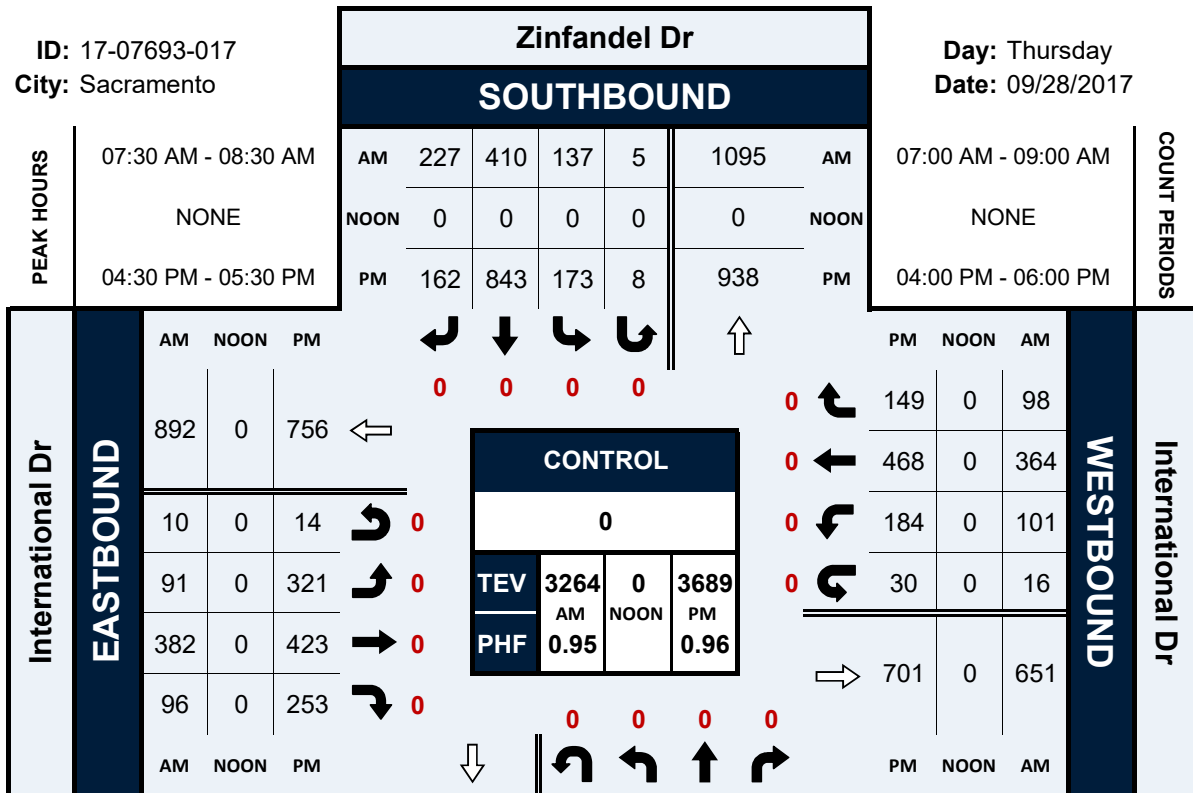 ID: 17-07693-017
City: Sacramento
Zinfandel Dr
SOUTHBOUND
Day: Thursday
Date: 09/28/2017
PEAK HOURS
07:30 AM - 08:30 AM
NONE
04:30 PM - 05:30 PM
AM 227 410 137 5 1095 AM
NOON 0 0 0 0 0 NOON
PM 162 843 173 8 938 PM
07:00 AM - 09:00 AM
NONE
04:00 PM - 06:00 PM
COUNT PERIODS
0 0 0 0
International Dr
EASTBOUND
AM NOON PM
892 0 756
10 0 14 0
91 0 321 0
382 0 423 0
96 0 253 0
AM NOON PM
CONTROL
0
TEV 3264 0 3689
AM NOON PM
PHF 0.95 0.96
PM NOON AM
0 149 0 98
0 468 0 364
0 184 0 101
0 30 0 16
701 0 651
PM NOON AM
WESTBOUND
International Dr
0 0 0 0